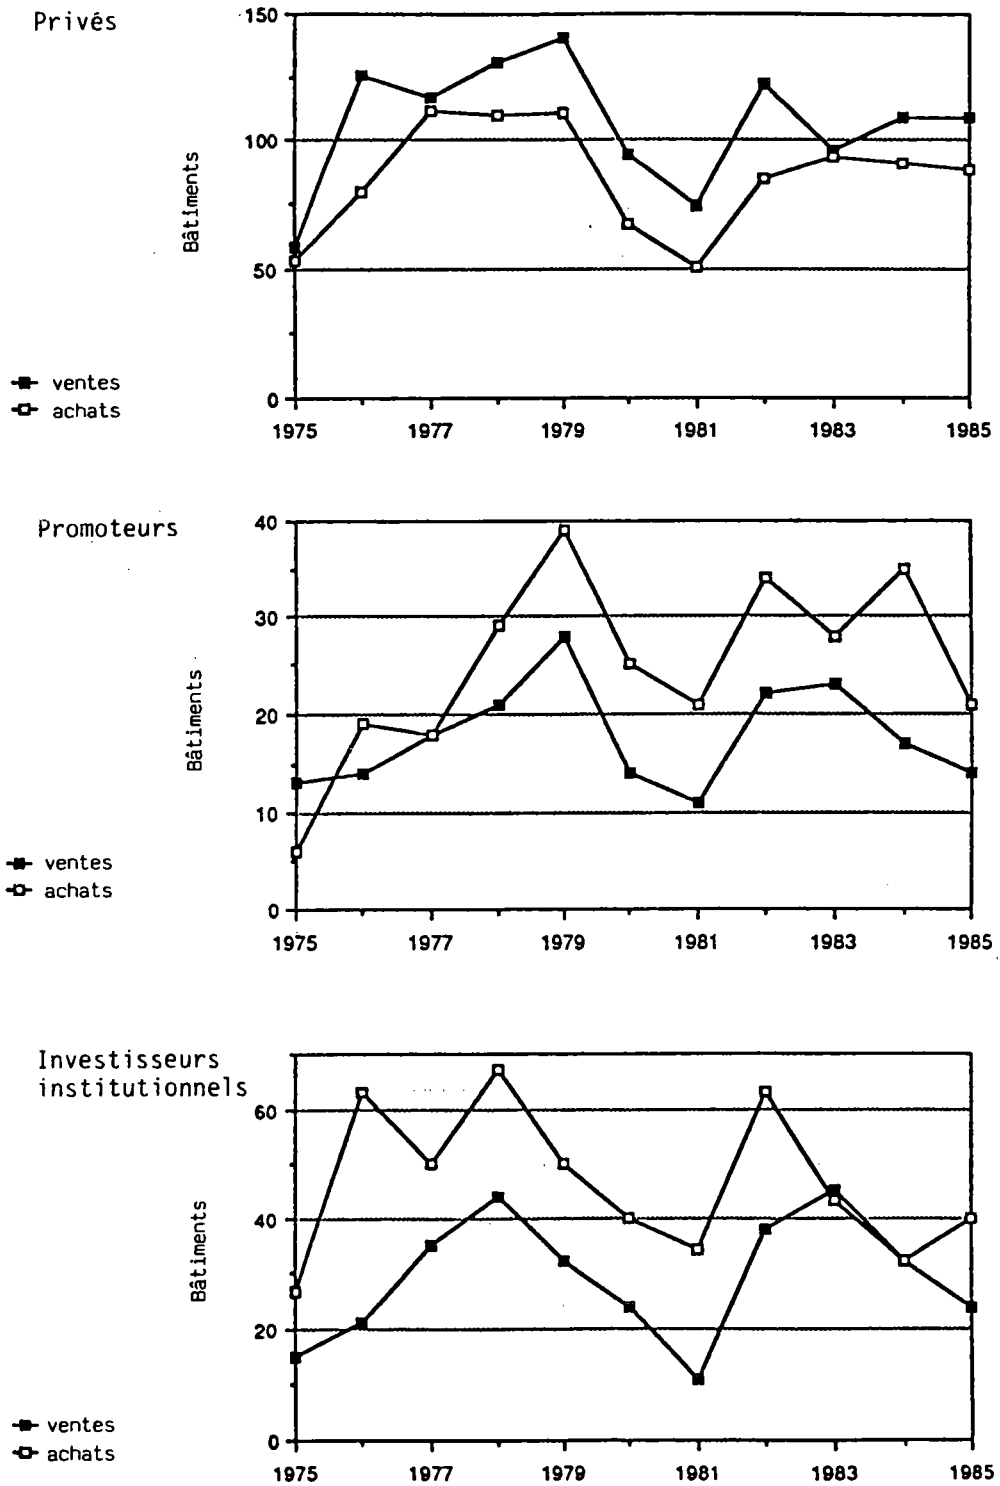 Privés
150
100
50
0
Bâtiments
ventes
achats
1975 1977 1979 1981 1983 1985
Promoteurs
40
30
20
10
0
Bâtiments
ventes
achats
1975 1977 1979 1981 1983 1985
Investisseurs
institutionnels
60
40
20
0
Bâtiments
ventes
achats
1975 1977 1979 1981 1983 1985